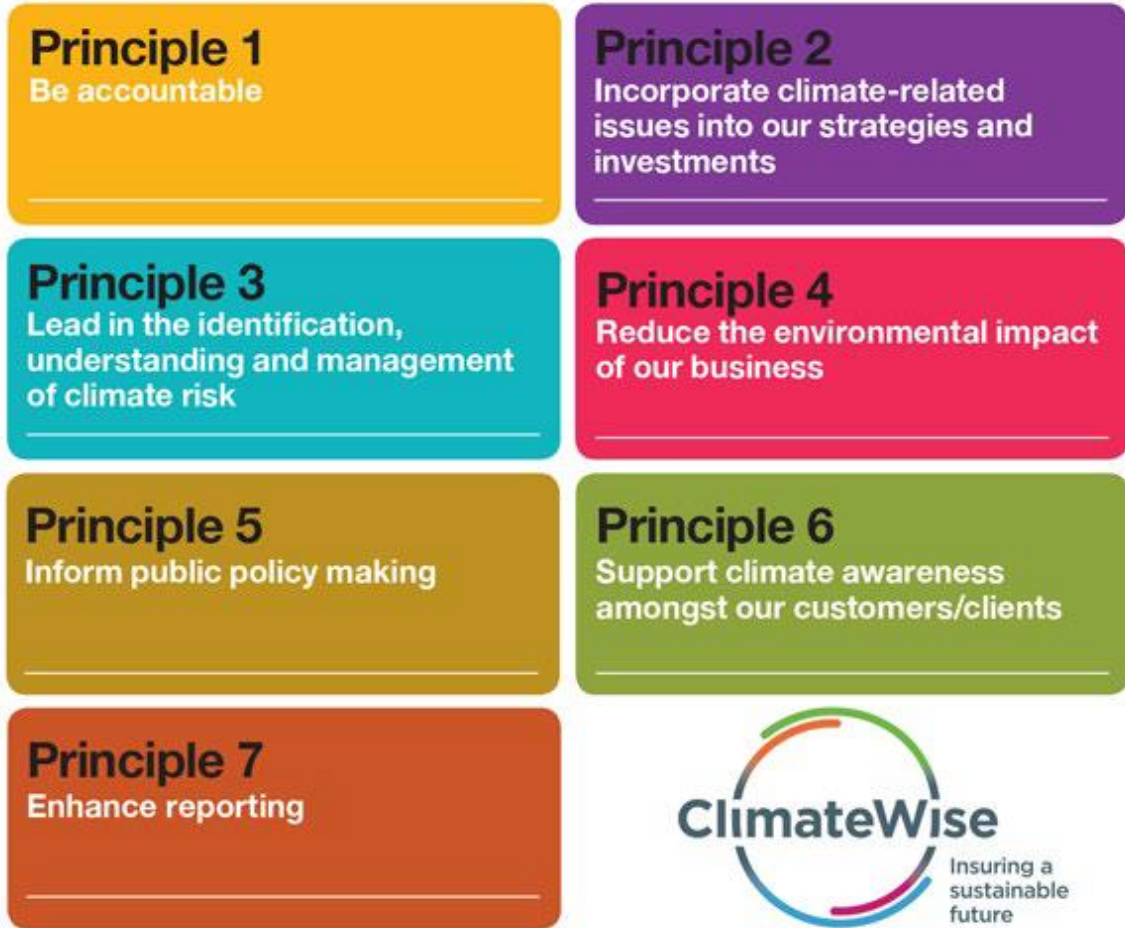 Principle 1
Be accountable
Principle 2
Incorporate climate-related
issues into our strategies and
investments
Principle 3
Lead in the identification,
understanding and management
of climate risk
Principle 4
Reduce the environmental impact
of our business
Principle 5
Inform public policy making
Principle 6
Support climate awareness
amongst our customers/clients
Principle 7
Enhance reporting
ClimateWise
Insuring a
sustainable
future